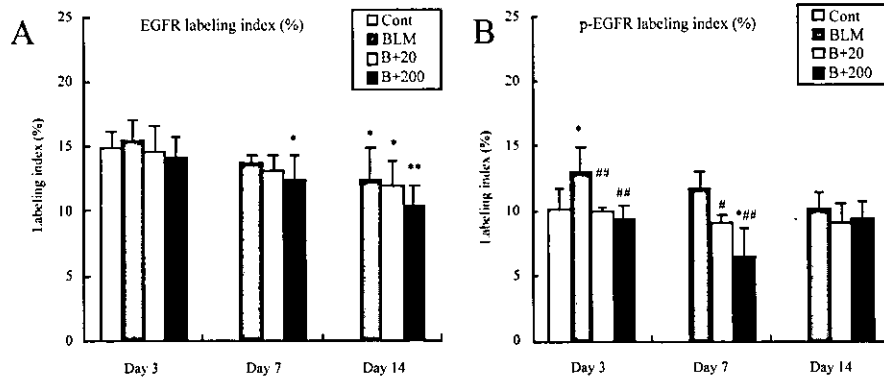 A
EGFR labeling index (%)
Cont
BLM
B+20
B+200
Labeling index (%)
25
20
15
10
5
0
*
*
*
**
Day 3
Day 7
Day 14
B
p-EGFR labeling index (%)
Cont
BLM
B+20
B+200
Labeling index (%)
25
20
15
10
5
0
*
##
##
#
*##
Day 3
Day 7
Day 14